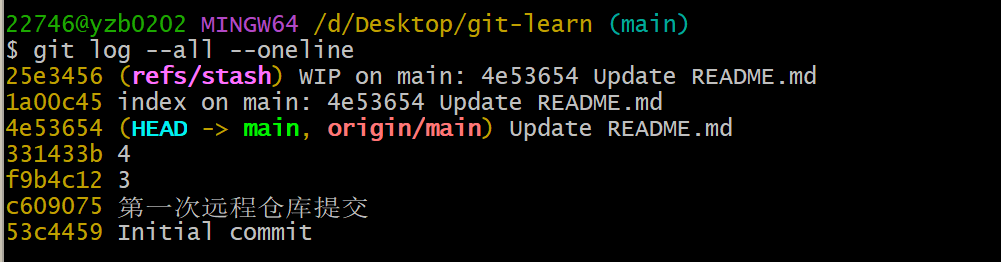 22746@yzb0202 MINGW64 /d/Desktop/git-learn (main)
$ git log --all --oneline
25e3456 (refs/stash) WIP on main: 4e53654 Update README.md
1a00c45 index on main: 4e53654 Update README.md
4e53654 (HEAD -> main, origin/main) Update README.md
331433b 4
f9b4c12 3
c609075 第一次远程仓库提交
53c4459 Initial commit